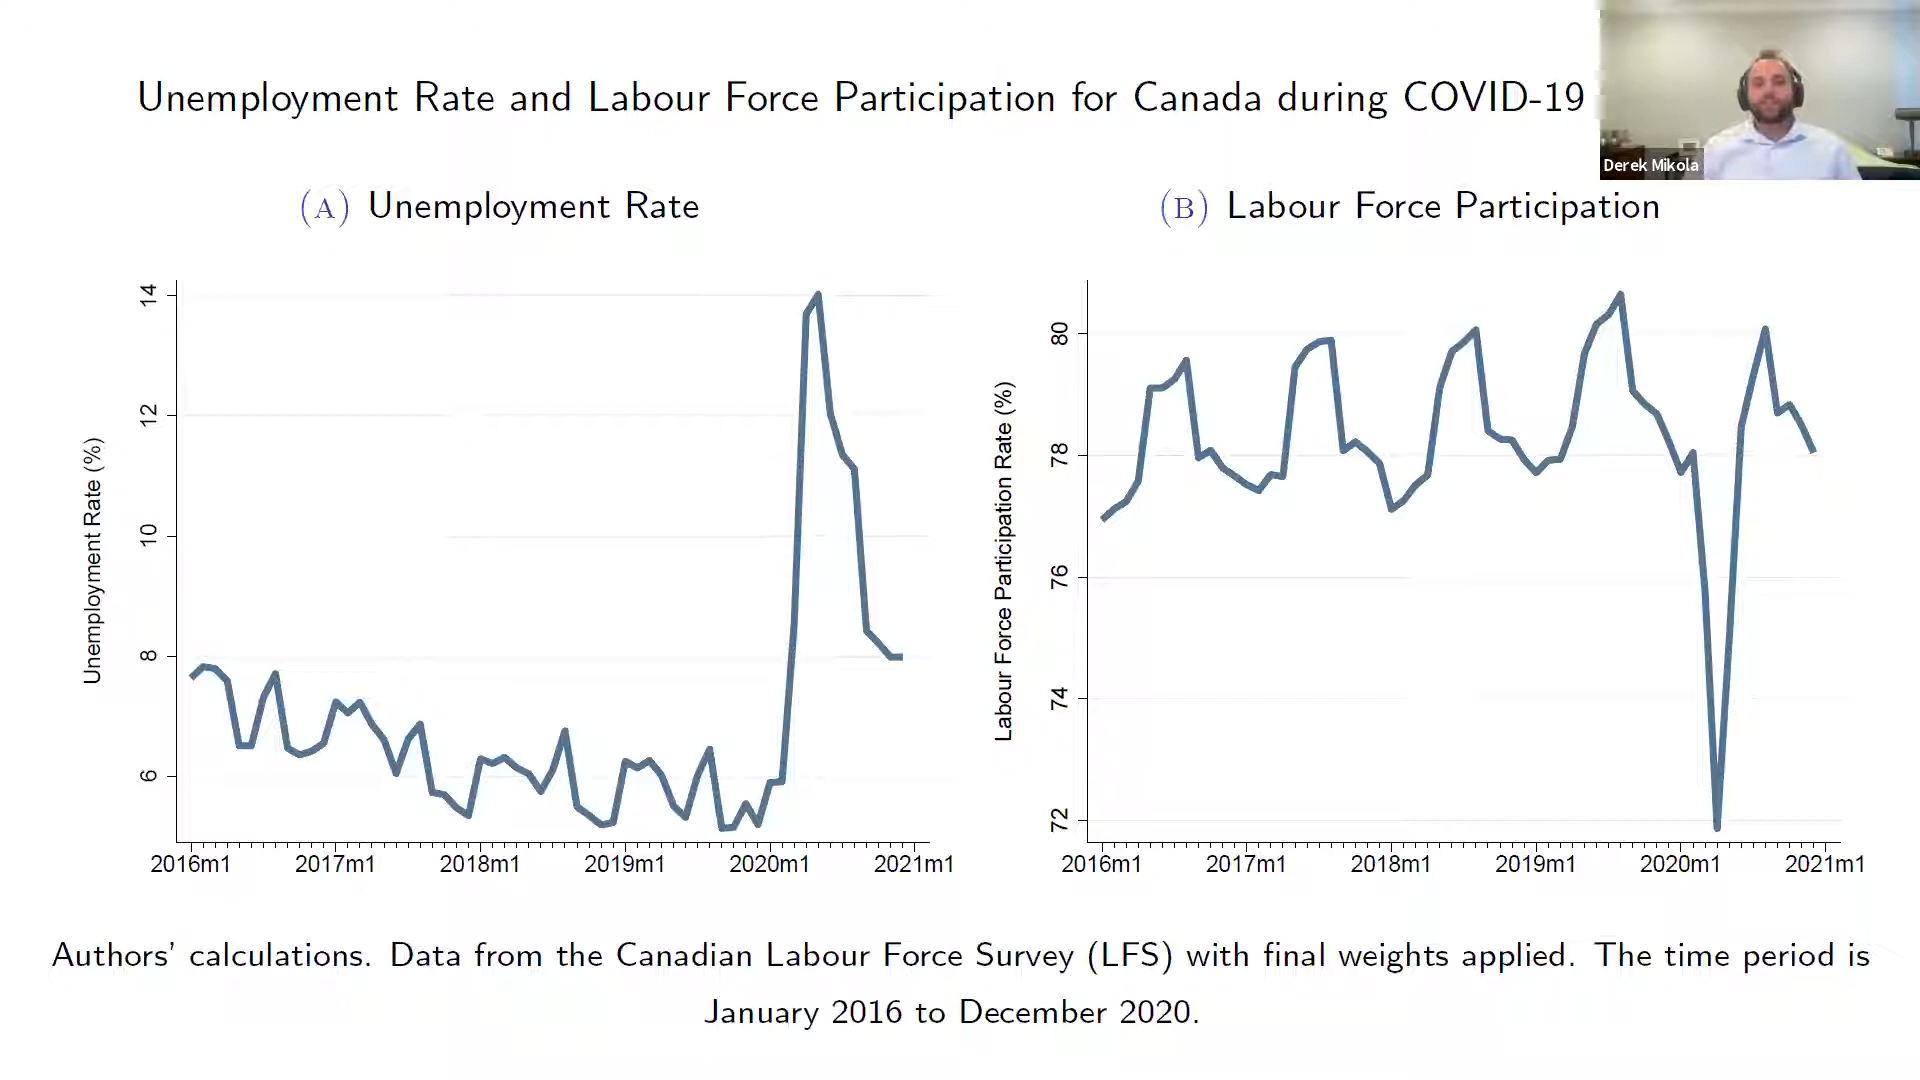 Unemployment Rate and Labour Force Participation for Canada during COVID-19
Derek Mikola
(A) Unemployment Rate
Unemployment Rate (%)
14
12
10
8
6
2016m1 2017m1 2018m1 2019m1 2020m1 2021m1
(B) Labour Force Participation
Labour Force Participation Rate (%)
80
78
76
74
72
2016m1 2017m1 2018m1 2019m1 2020m1 2021m1
Authors' calculations. Data from the Canadian Labour Force Survey (LFS) with final weights applied. The time period is
January 2016 to December 2020.